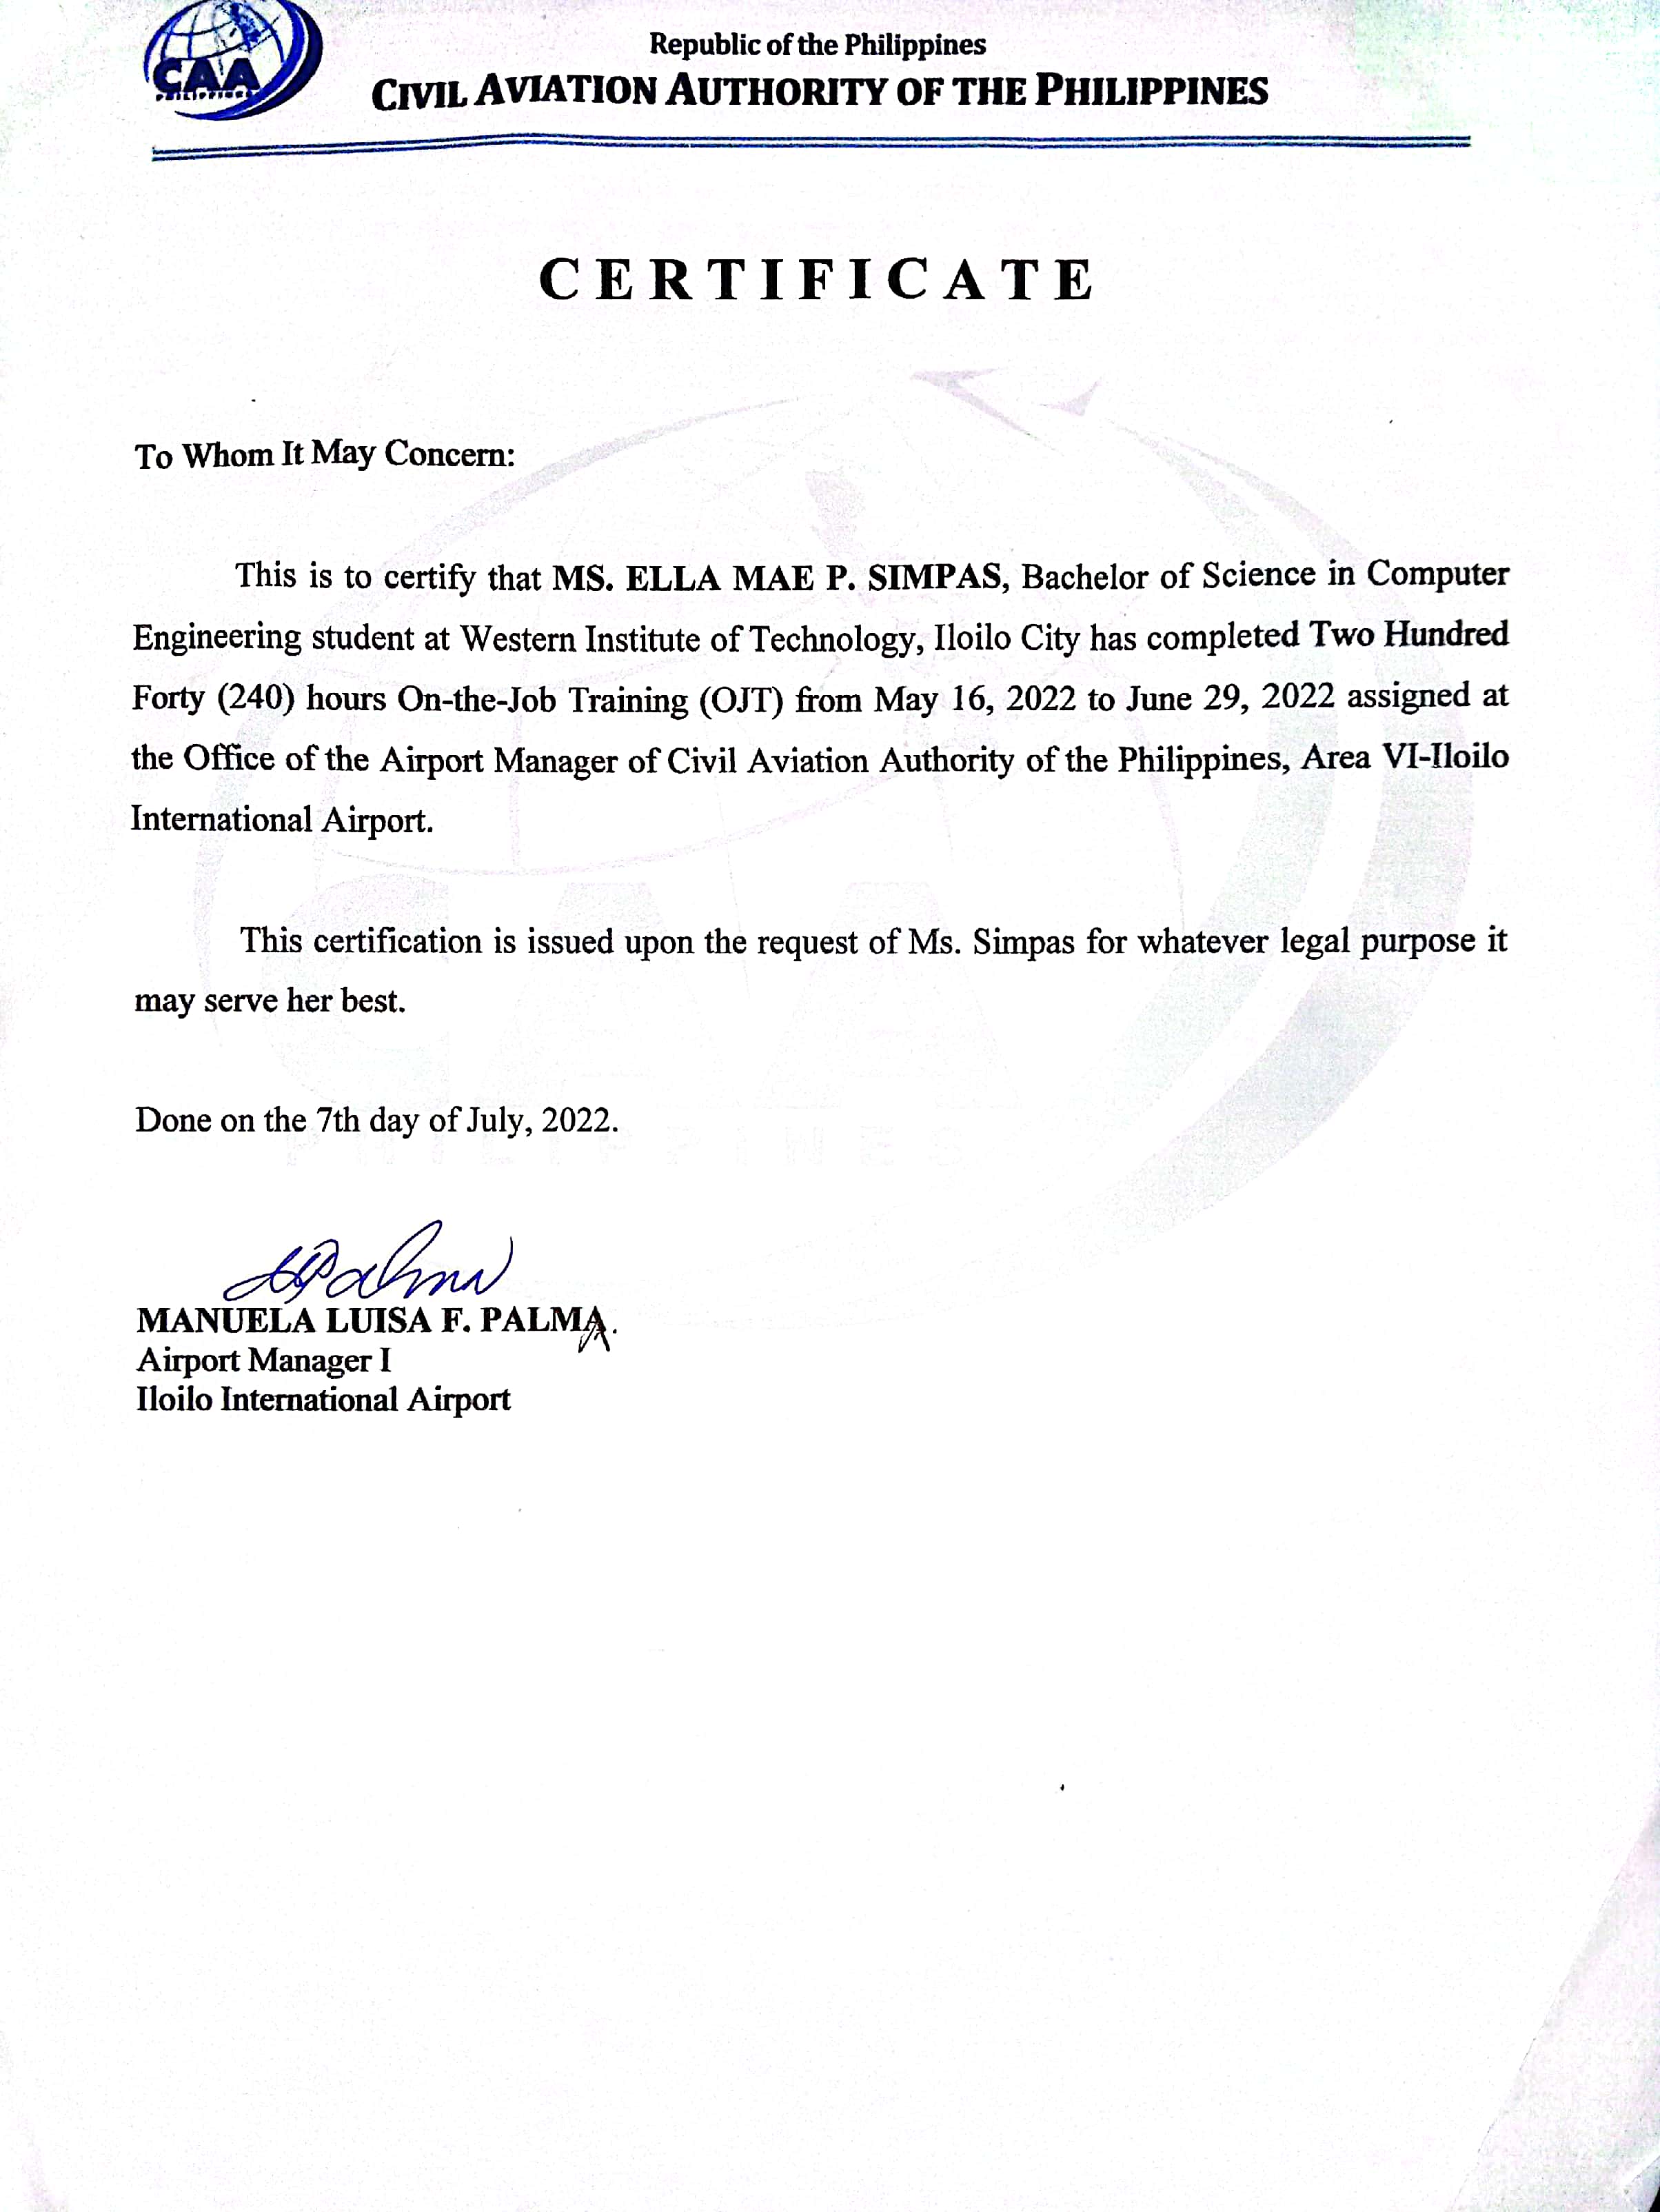 CAA
PHILIPPINES
Republic of the Philippines
CIVIL AVIATION AUTHORITY OF THE PHILIPPINES
CERTIFICATE
To Whom It May Concern:
This is to certify that MS. ELLA MAE P. SIMPAS, Bachelor of Science in Computer
Engineering student at Western Institute of Technology, Iloilo City has completed Two Hundred
Forty (240) hours On-the-Job Training (OJT) from May 16, 2022 to June 29, 2022 assigned at
the Office of the Airport Manager of Civil Aviation Authority of the Philippines, Area VI-Iloilo
International Airport.
This certification is issued upon the request of Ms. Simpas for whatever legal purpose it
may serve her best.
Done on the 7th day of July, 2022.
MANUELA LUISA F. PALMA
Airport Manager I
Iloilo International Airport
CAA
PHILIPPINES